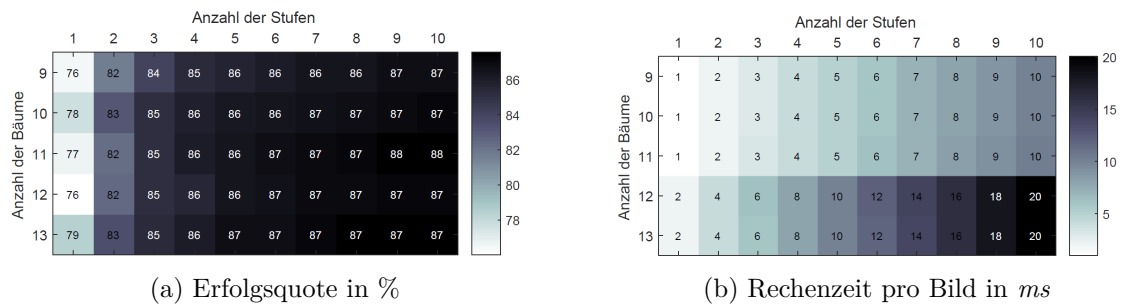 Anzahl der Stufen
1 2 3 4 5 6 7 8 9 10
Anzahl der Bäume
9 76 82 84 85 86 86 86 86 87 87
10 78 83 85 86 86 87 87 87 87 87
11 77 82 85 86 86 87 87 87 88 88
12 76 82 85 86 86 87 87 87 87 87
13 79 83 85 86 87 87 87 87 87 87
86
84
82
80
78
(a) Erfolgsquote in %
Anzahl der Stufen
1 2 3 4 5 6 7 8 9 10
Anzahl der Bäume
9 1 2 3 4 5 6 7 8 9 10
10 1 2 3 4 5 6 7 8 9 10
11 1 2 3 4 5 6 7 8 9 10
12 2 4 6 8 10 12 14 16 18 20
13 2 4 6 8 10 12 14 16 18 20
20
15
10
5
(b) Rechenzeit pro Bild in ms